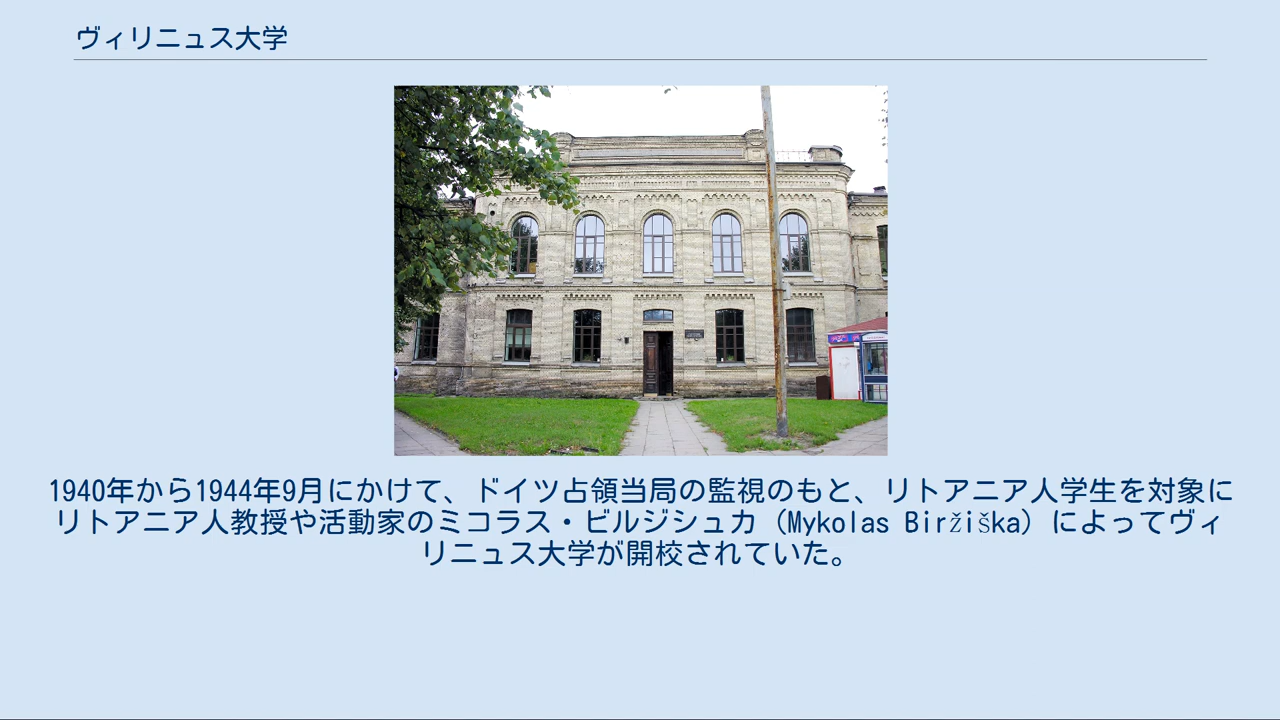 ヴィリニュス大学
1940年から1944年9月にかけて、ドイツ占領当局の監視のもと、リトアニア人学生を対象に
リトアニア人教授や活動家のミコラス・ビルジシュカ（Mykolas Biržiška）によってヴィ
リニュス大学が開校されていた。